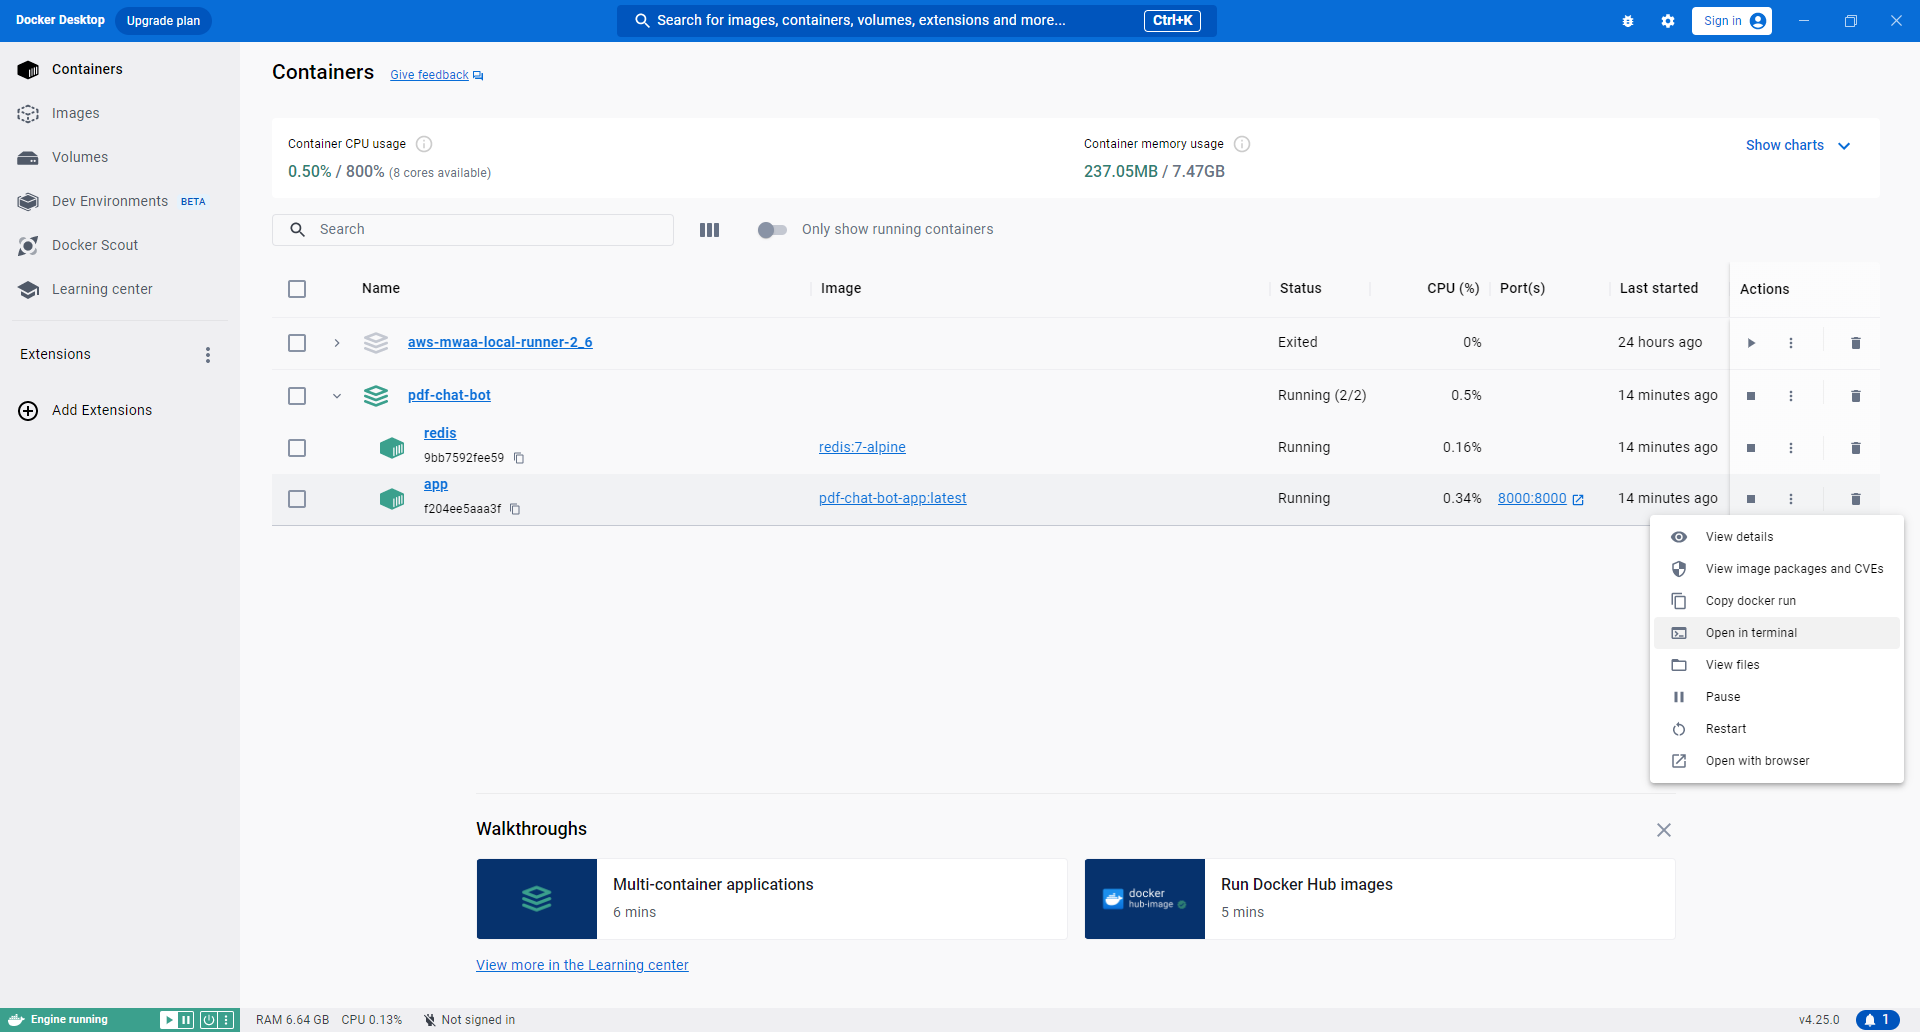 Docker Desktop Upgrade plan Search for images, containers, volumes, extensions and more... Ctrl+K Sign in
Containers
Images
Volumes
Dev Environments BETA
Docker Scout
Learning center
Extensions
Add Extensions
Containers Give feedback
Container CPU usage
0.50% / 800% (8 cores available)
Container memory usage
237.05MB / 7.47GB
Show charts
Search Only show running containers
Name Image Status CPU (%) Port(s) Last started Actions
aws-mwaa-local-runner-2_6 Exited 0% 24 hours ago
pdf-chat-bot Running (2/2) 0.5% 14 minutes ago
redis
9bb7592fee59 redis:7-alpine Running 0.16% 14 minutes ago
app
f204ee5aaa3f pdf-chat-bot-app:latest Running 0.34% 8000:8000 14 minutes ago
View details
View image packages and CVEs
Copy docker run
Open in terminal
View files
Pause
Restart
Open with browser
Walkthroughs
Multi-container applications
6 mins
docker
hub-image
Run Docker Hub images
5 mins
View more in the Learning center
Engine running RAM 6.64 GB CPU 0.13% Not signed in v4.25.0 1